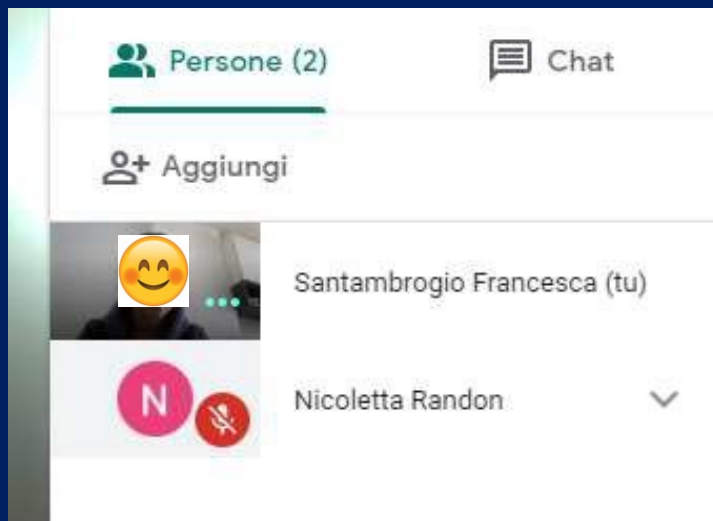 Persone (2)
Chat
Aggiungi
Santambrogio Francesca (tu)
N
Nicoletta Randon